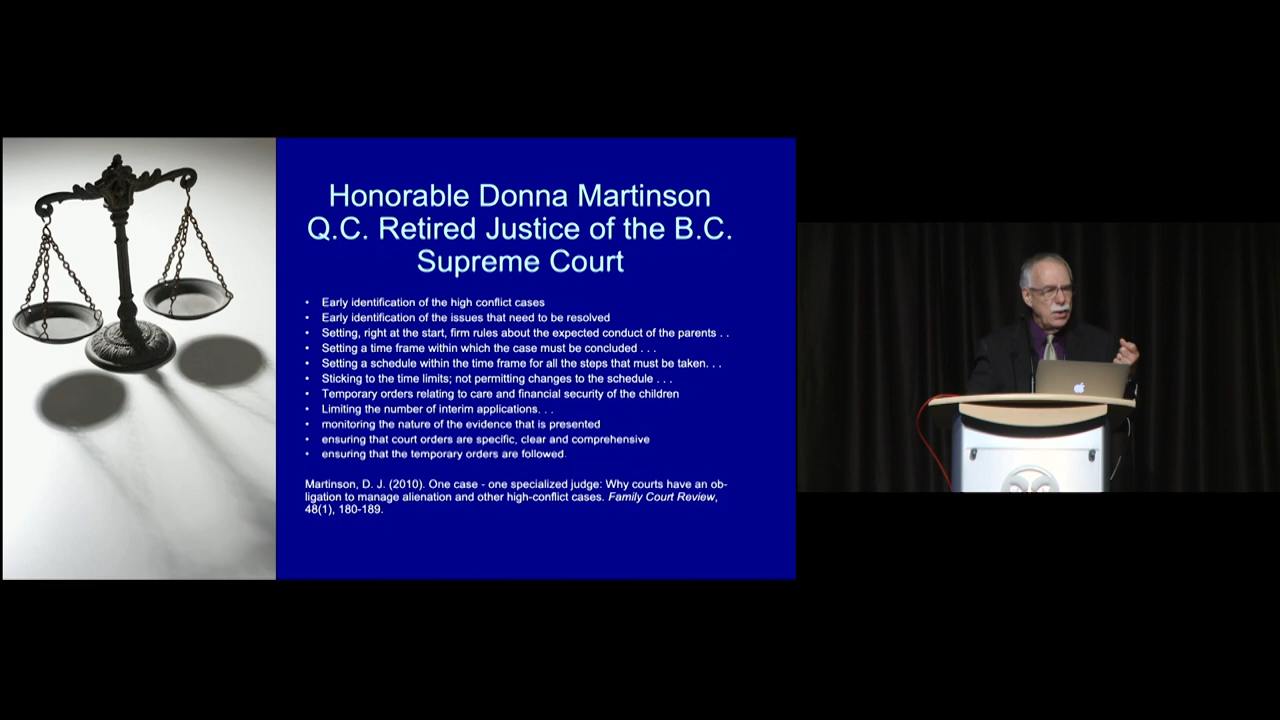 Honorable Donna Martinson
Q.C. Retired Justice of the B.C.
Supreme Court
• Early identification of the high conflict cases
• Early identification of the issues that need to be resolved
• Setting, right at the start, firm rules about the expected conduct of the parents . .
• Setting a time frame within which the case must be concluded . . .
• Setting a schedule within the time frame for all the steps that must be taken. . .
• Sticking to the time limits; not permitting changes to the schedule . . .
• Temporary orders relating to care and financial security of the children
• Limiting the number of interim applications. . .
• monitoring the nature of the evidence that is presented
• ensuring that court orders are specific, clear and comprehensive
• ensuring that the temporary orders are followed.
Martinson, D. J. (2010). One case - one specialized judge: Why courts have an ob-
ligation to manage alienation and other high-conflict cases. Family Court Review,
48(1), 180-189.